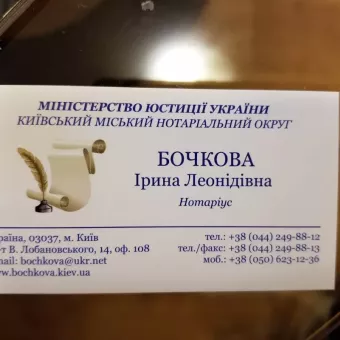 МІНІСТЕРСТВО ЮСТИЦІЇ УКРАЇНИ
КИЇВСЬКИЙ МІСЬКИЙ НОТАРІАЛЬНИЙ ОКРУГ
БОЧКОВА
Ірина Леонідівна
Нотаріус
раїна, 03037, м. Київ
т В. Лобановського, 14, оф. 108
mail: bochkova@ukr.net
ww.bochkova.kiev.ua
тел.: +38 (044) 249-88-12
тел./факс: +38 (044) 249-88-13
моб.: +38 (050) 623-12-36